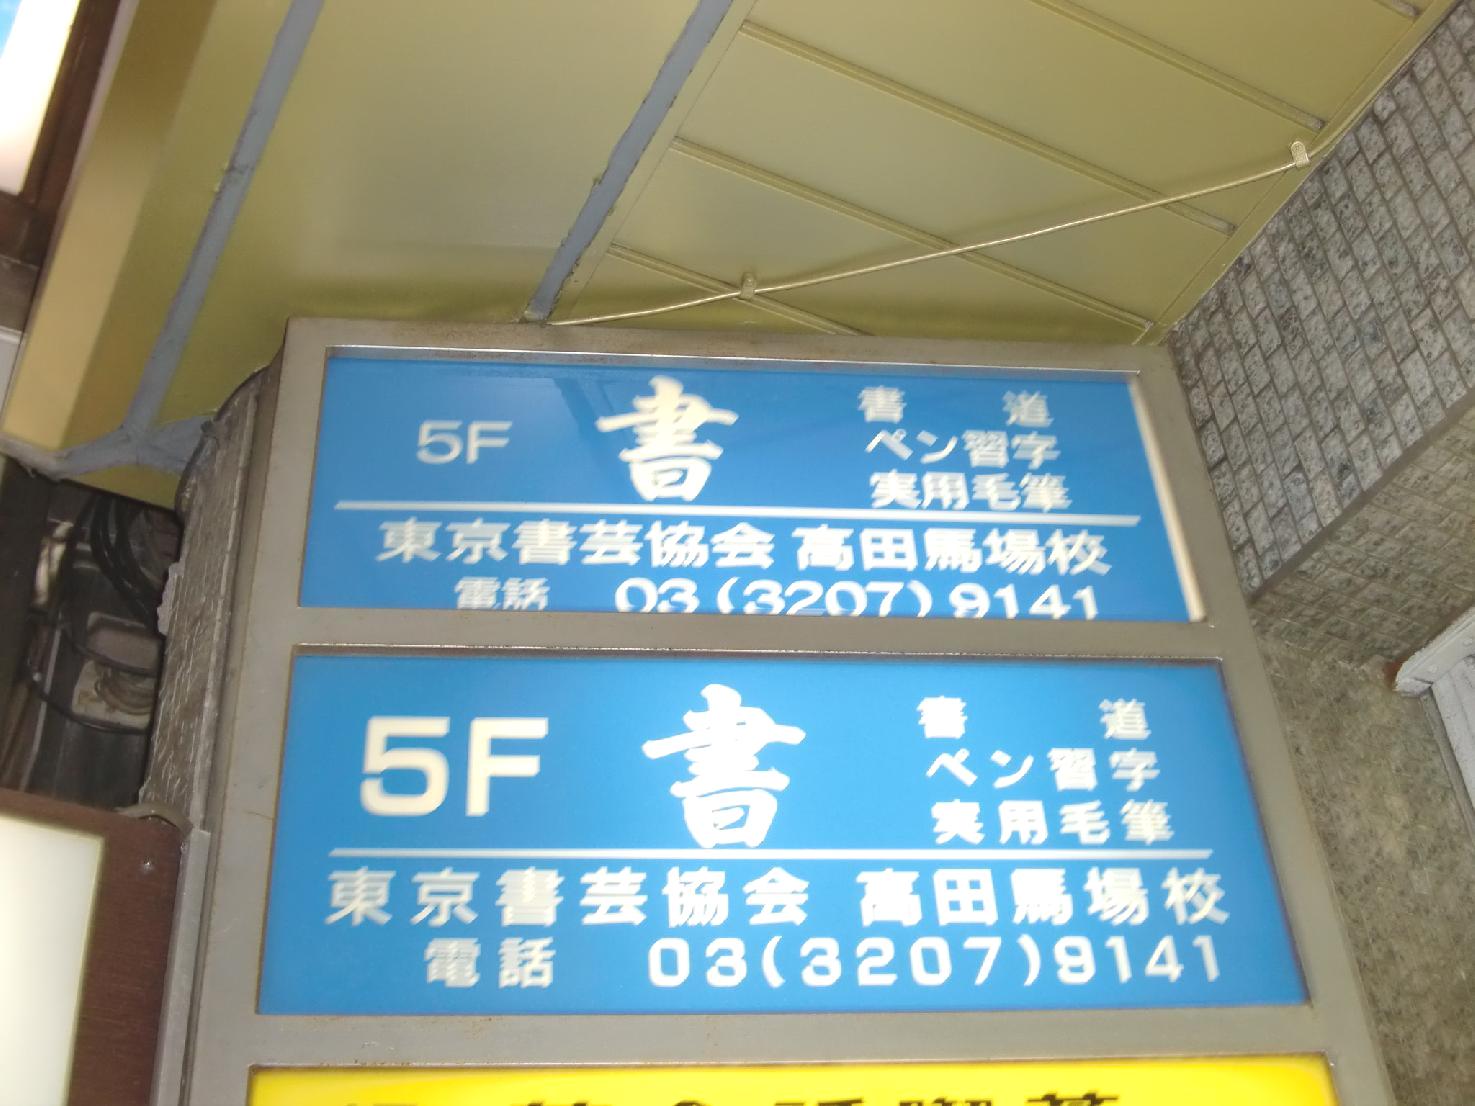 5F 書
書道
ペン習字
実用毛筆
東京書芸協会 高田馬場校
電話 03(3207)9141
5F 書
書道
ペン習字
実用毛筆
東京書芸協会 高田馬場校
電話 03(3207)9141